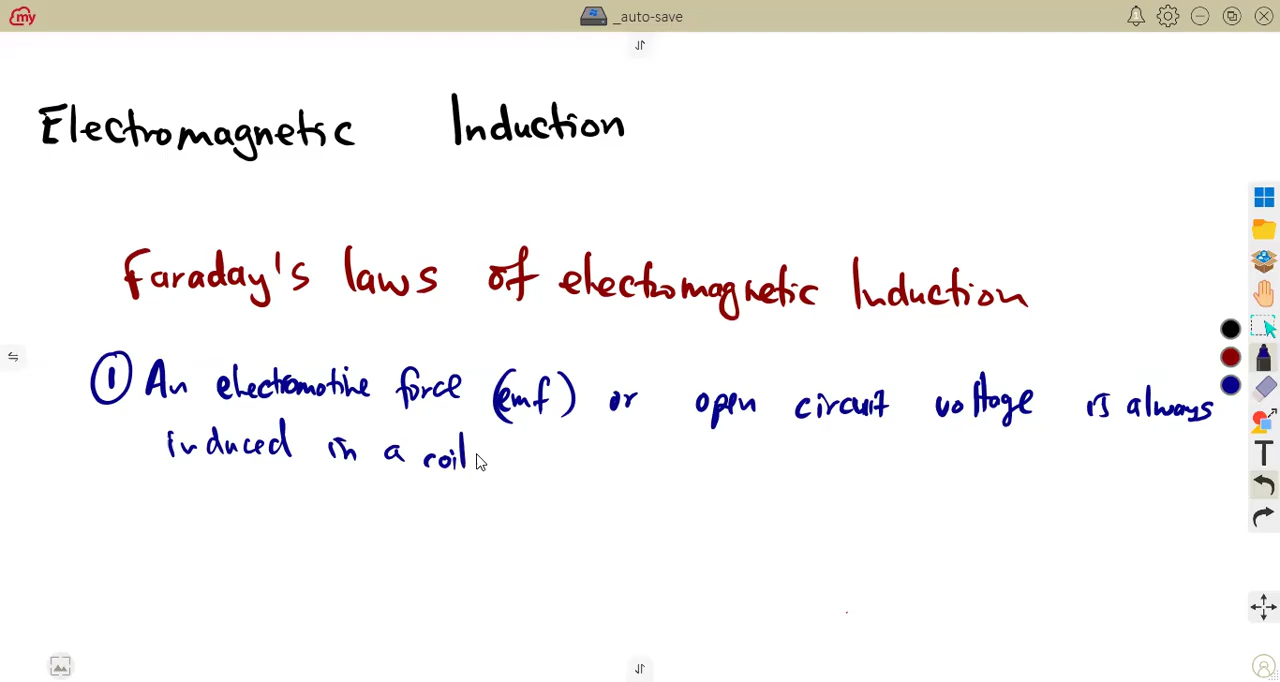 my
_auto-save
Electromagnetic Induction
Faraday's laws of electromagnetic Induction
① An electromotive force (emf) or open circuit voltage is always
induced in a coil
T